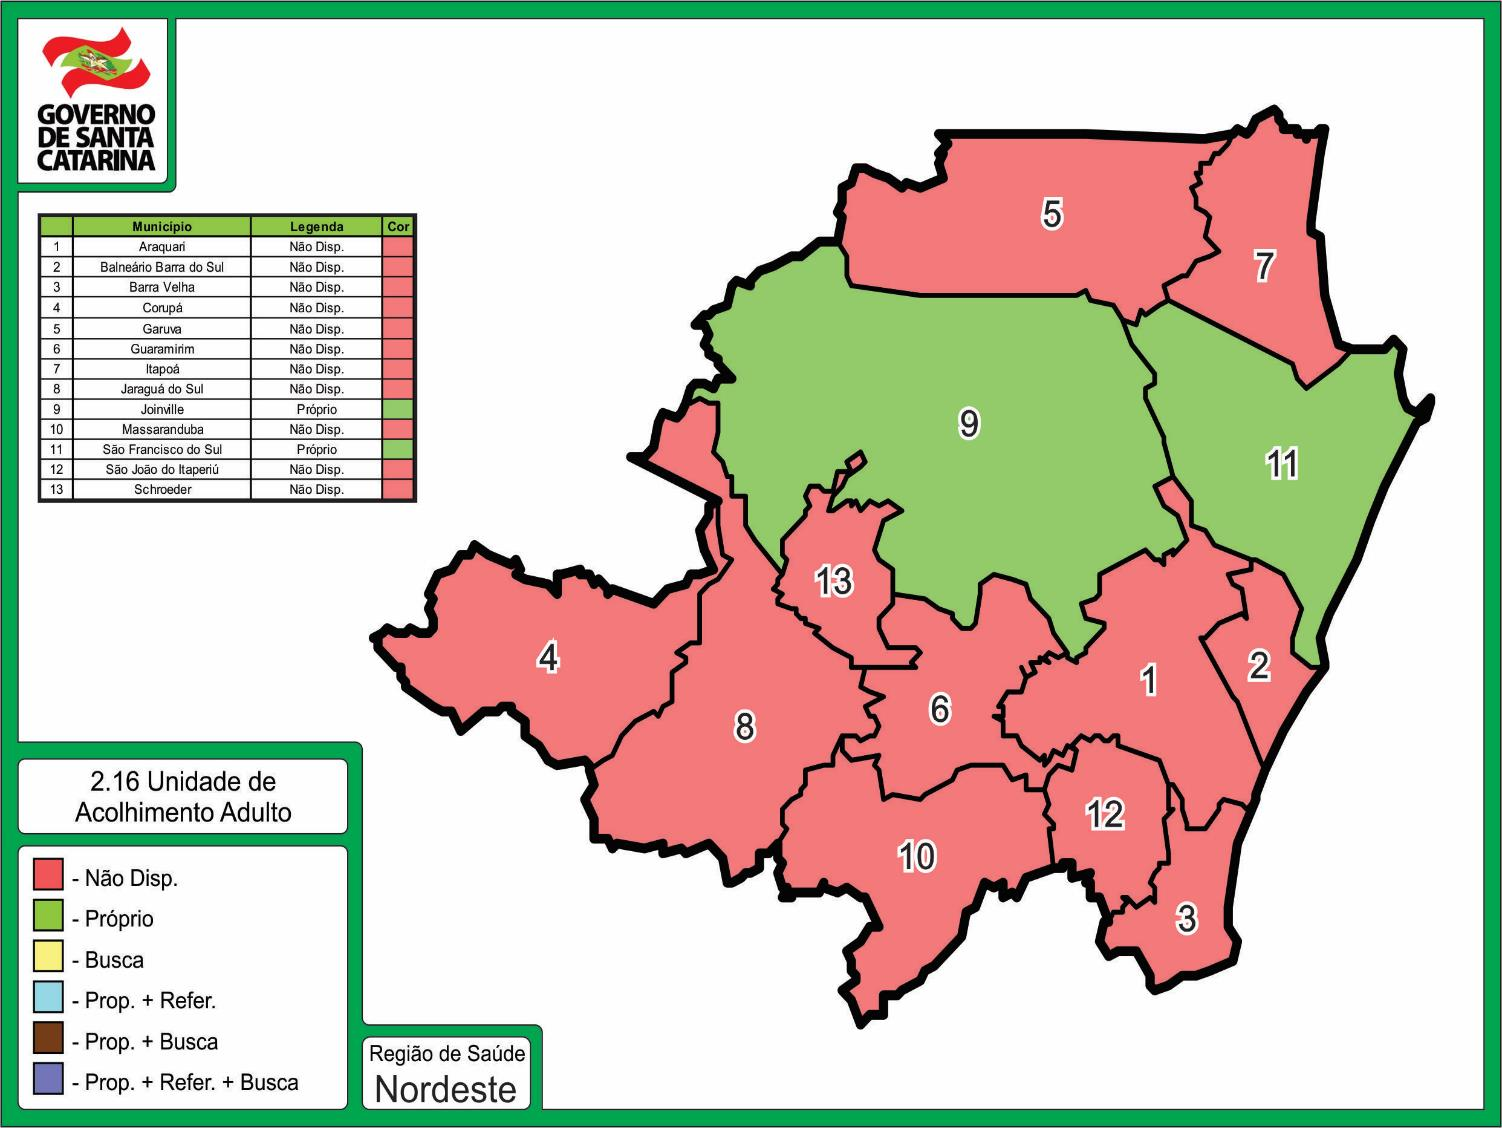 GOVERNO
DE SANTA
CATARINA
Município Legenda Cor
1 Araquari Não Disp.
2 Balneário Barra do Sul Não Disp.
3 Barra Velha Não Disp.
4 Corupá Não Disp.
5 Garuva Não Disp.
6 Guaramirim Não Disp.
7 Itapoá Não Disp.
8 Jaraguá do Sul Não Disp.
9 Joinville Próprio
10 Massaranduba Não Disp.
11 São Francisco do Sul Próprio
12 São João do Itaperiú Não Disp.
13 Schroeder Não Disp.
5
7
9
11
13
4
2
1
6
8
12
10
3
2.16 Unidade de
Acolhimento Adulto
- Não Disp.
- Próprio
- Busca
- Prop. + Refer.
- Prop. + Busca
- Prop. + Refer. + Busca
Região de Saúde
Nordeste